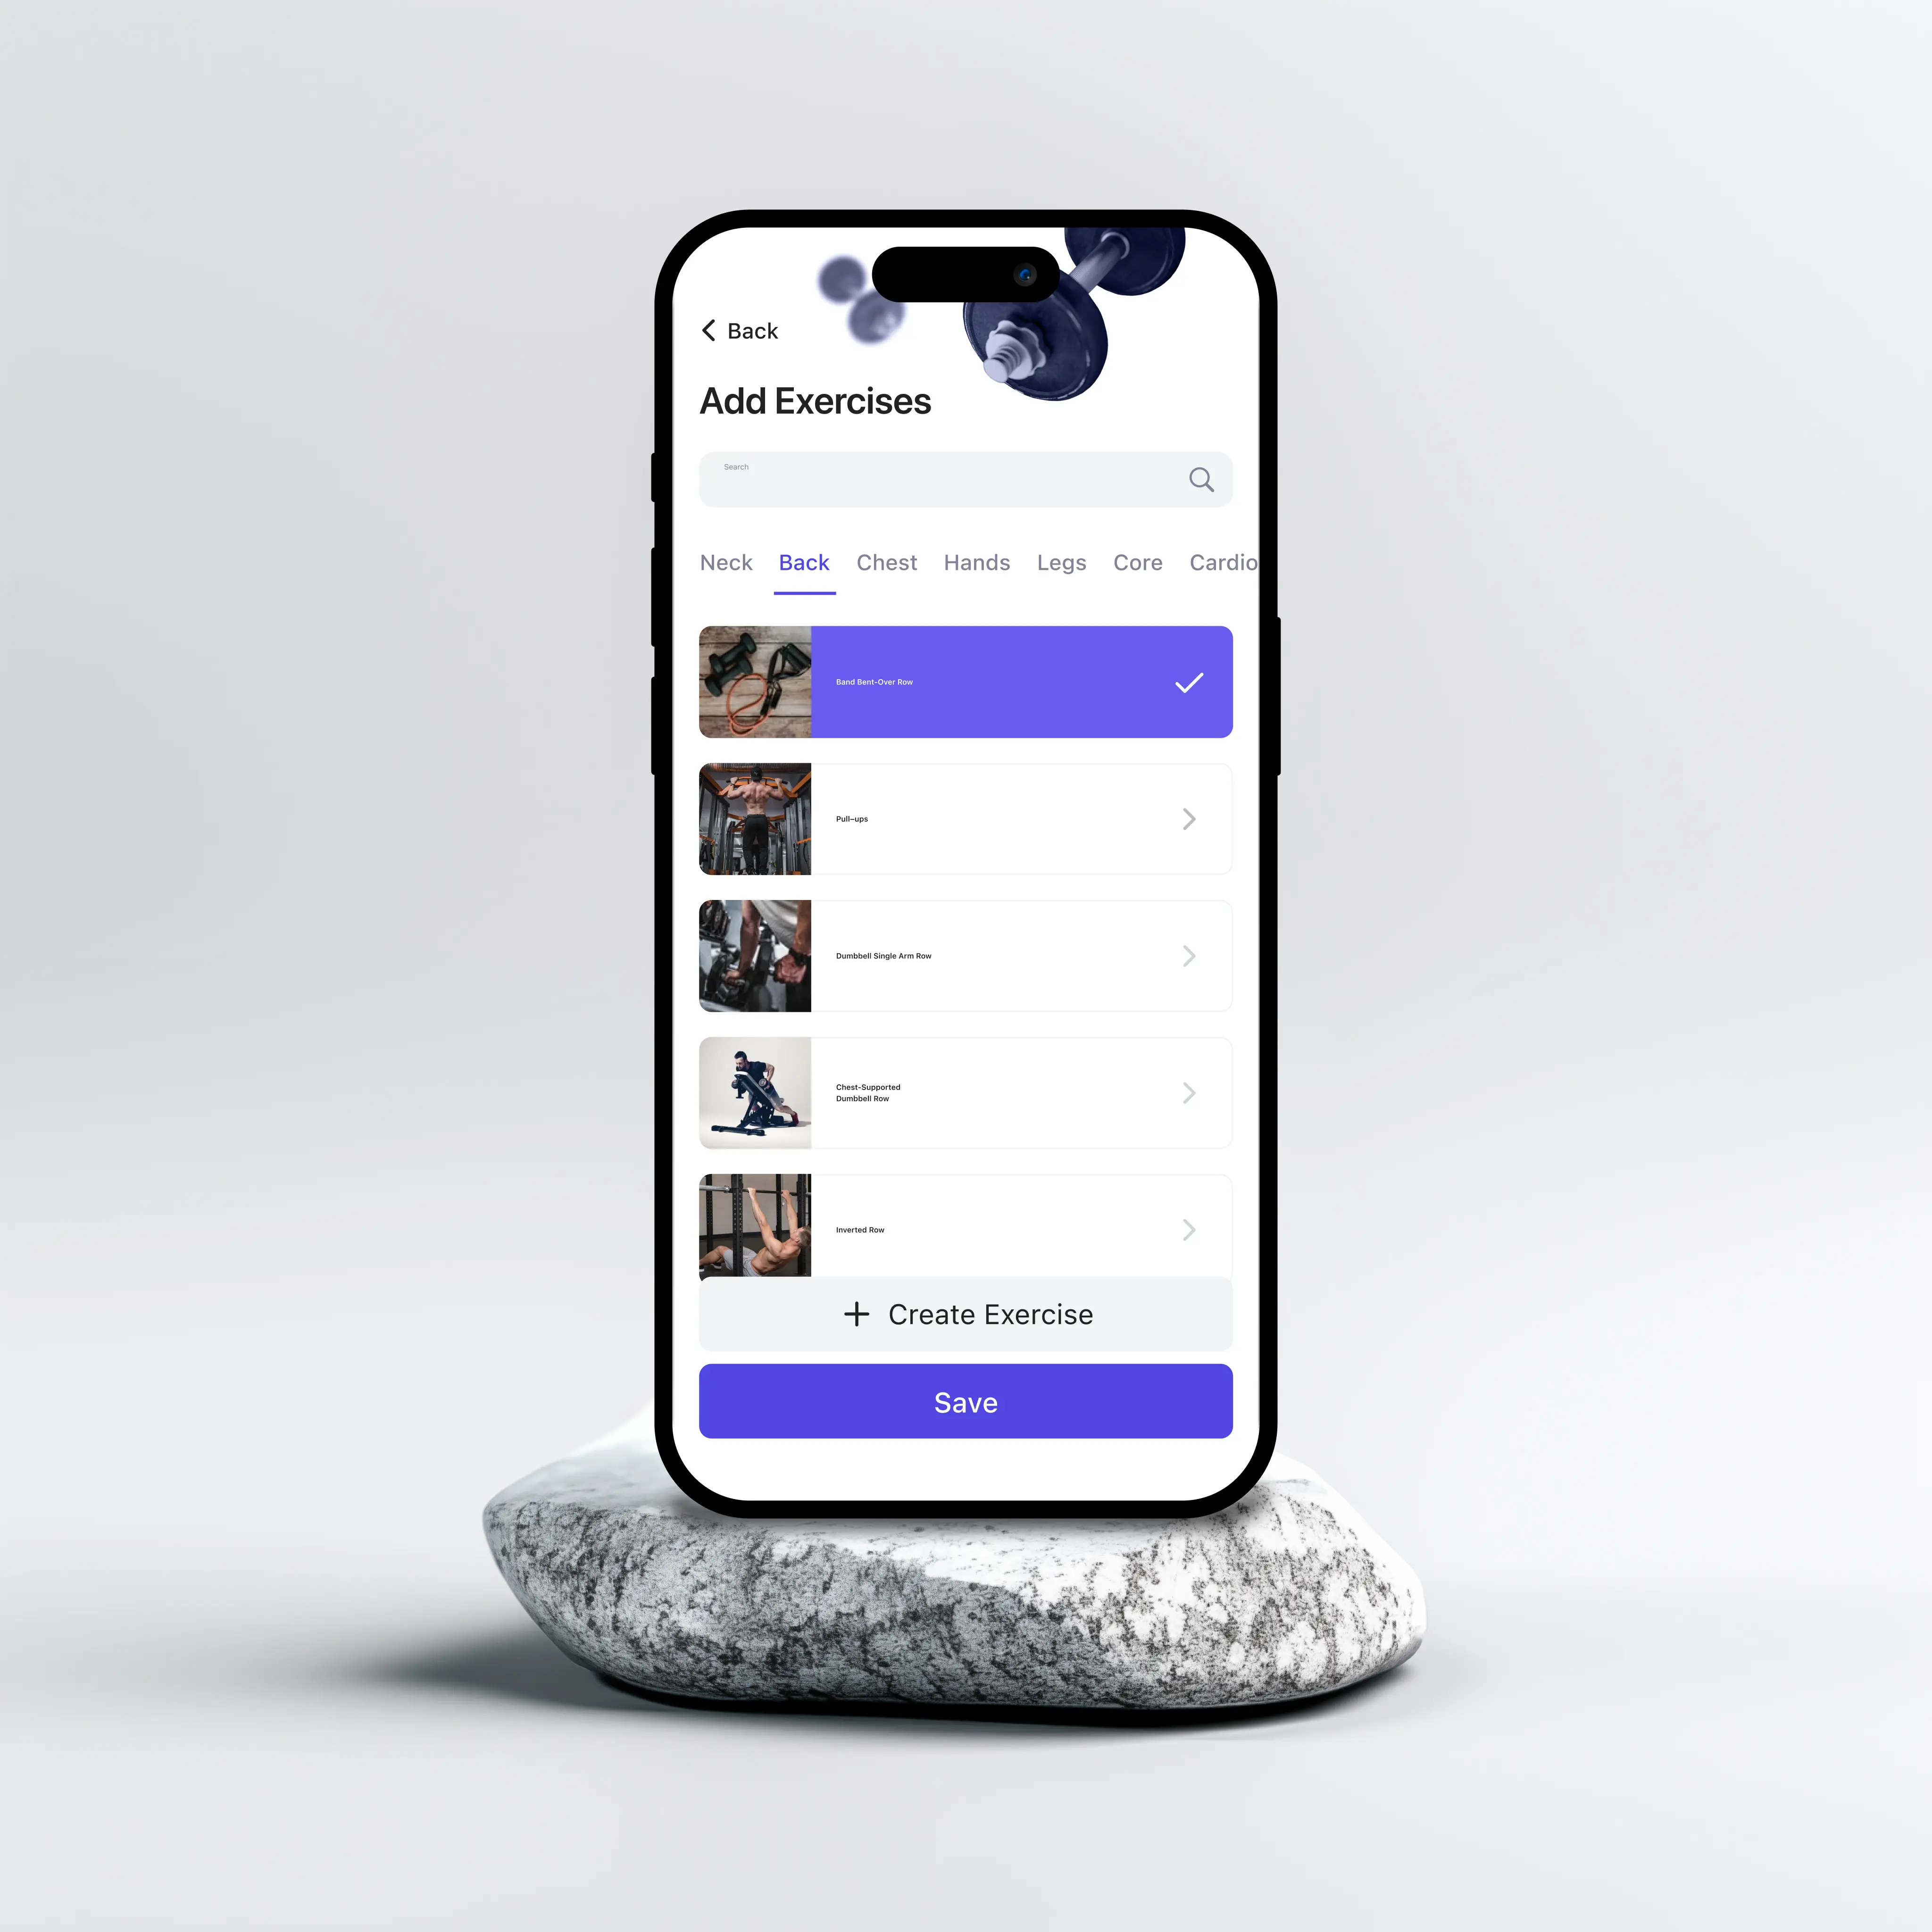 Back
Add Exercises
Search
Neck Back Chest Hands Legs Core Cardio
Band Bent-Over Row
Pull-ups
Dumbbell Single Arm Row
Chest-Supported
Dumbbell Row
Inverted Row
+ Create Exercise
Save